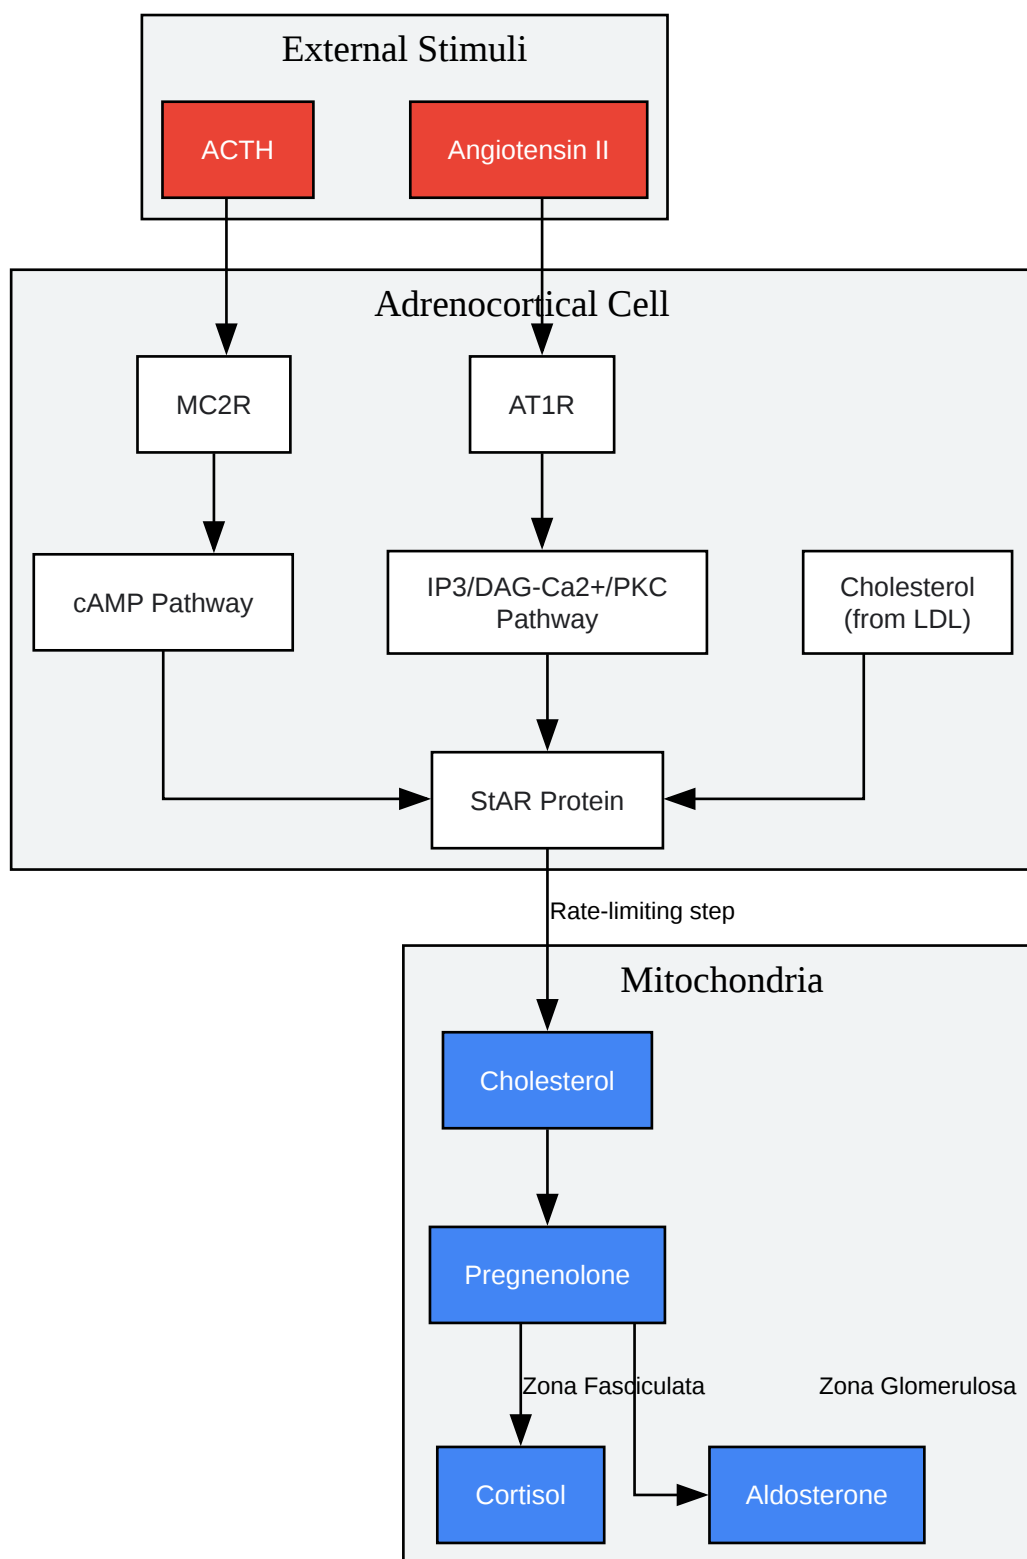 External Stimuli
ACTH
Angiotensin II
Adrenocortical Cell
MC2R
AT1R
cAMP Pathway
IP3/DAG-Ca2+/PKC
Pathway
Cholesterol
(from LDL)
StAR Protein
Rate-limiting step
Mitochondria
Cholesterol
Pregnenolone
Zona Fasciculata
Zona Glomerulosa
Cortisol
Aldosterone